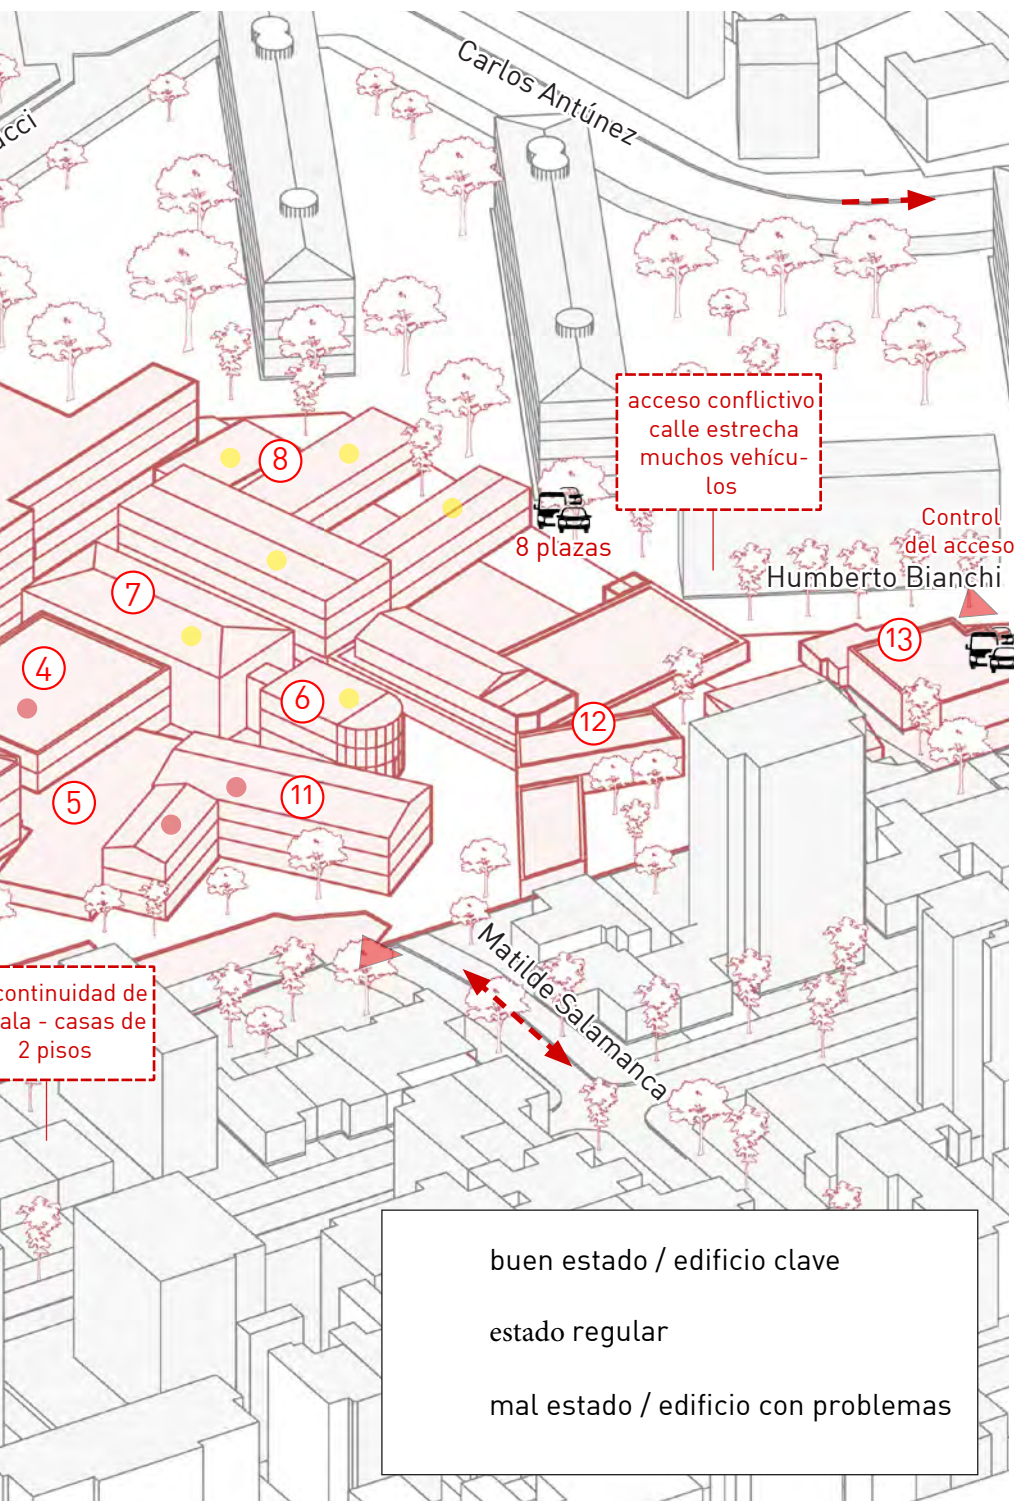 Carlos Antúnez
ucci
acceso conflictivo
calle estrecha
muchos vehícu-
los
8
8 plazas
Control
del acceso
Humberto Bianchi
7
13
4
6
12
5
11
Matilde Salamanca
continuidad de
ala - casas de
2 pisos
buen estado / edificio clave
estado regular
mal estado / edificio con problemas